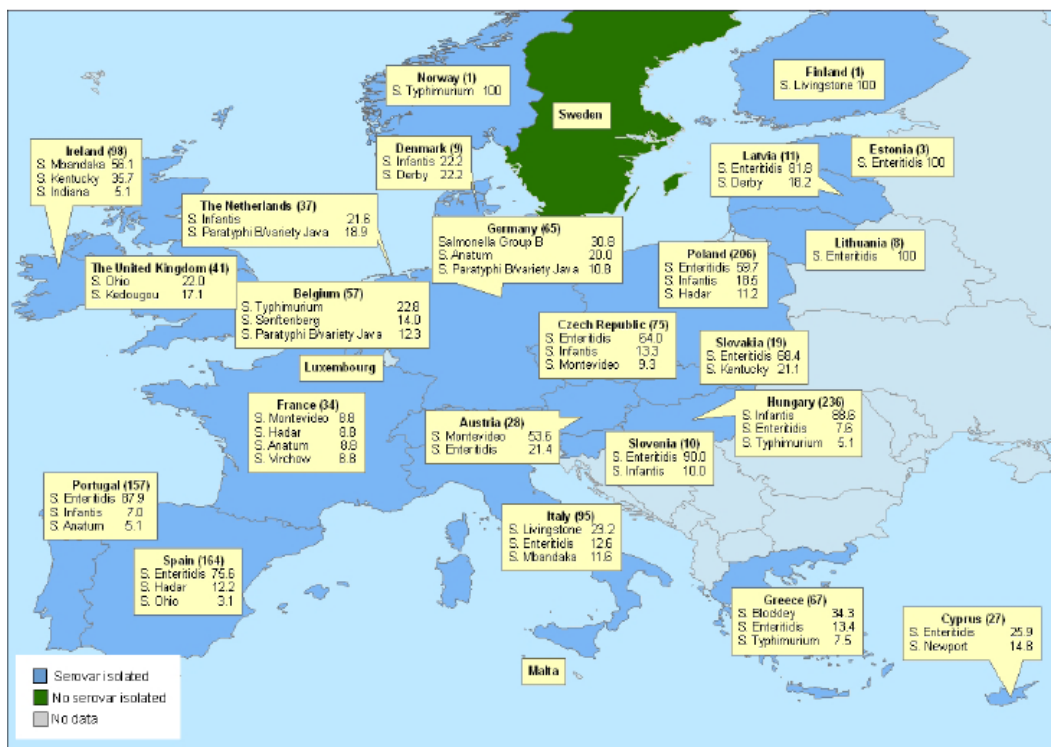 Norway (1)
S. Typhimurium 100
Finland (1)
S. Livingstone 100
Sweden
Ireland (98)
S. Mbandaka 56.1
S. Kentucky 35.7
S. Indiana 5.1
Denmark (9)
S. Infantis 22.2
S. Derby 22.2
Latvia (11)
S. Enteritidis 81.8
S. Derby 18.2
Estonia (3)
S. Enteritidis 100
The Netherlands (37)
S. Infantis 21.6
S. Paratyphi B/variety Java 18.9
Germany (65)
Salmonella Group B 30.8
S. Anatum 20.0
S. Paratyphi B/variety Java 10.8
Lithuania (8)
S. Enteritidis 100
Poland (206)
S. Enteritidis 59.7
S. Infantis 18.5
S. Hadar 11.2
The United Kingdom (41)
S. Ohio 22.0
S. Kedougou 17.1
Belgium (57)
S. Typhimurium 22.8
S. Senftenberg 14.0
S. Paratyphi B/variety Java 12.3
Czech Republic (75)
S. Enteritidis 64.0
S. Infantis 13.3
S. Montevideo 9.3
Slovakia (19)
S. Enteritidis 68.4
S. Kentucky 21.1
Luxembourg
France (34)
S. Montevideo 8.8
S. Hadar 8.8
S. Anatum 8.8
S. Virchow 8.8
Hungary (236)
S. Infantis 88.6
S. Enteritidis 7.6
S. Typhimurium 5.1
Austria (28)
S. Montevideo 53.6
S. Enteritidis 21.4
Slovenia (10)
S. Enteritidis 90.0
S. Infantis 10.0
Portugal (157)
S. Enteritidis 87.9
S. Infantis 7.0
S. Anatum 5.1
Italy (95)
S. Livingstone 23.2
S. Enteritidis 12.6
S. Mbandaka 11.6
Spain (164)
S. Enteritidis 75.6
S. Hadar 12.2
S. Ohio 3.1
Greece (67)
S. Blockley 34.3
S. Enteritidis 13.4
S. Typhimurium 7.5
Cyprus (27)
S. Enteritidis 25.9
S. Newport 14.8
Malta
Serovar isolated
No serovar isolated
No data